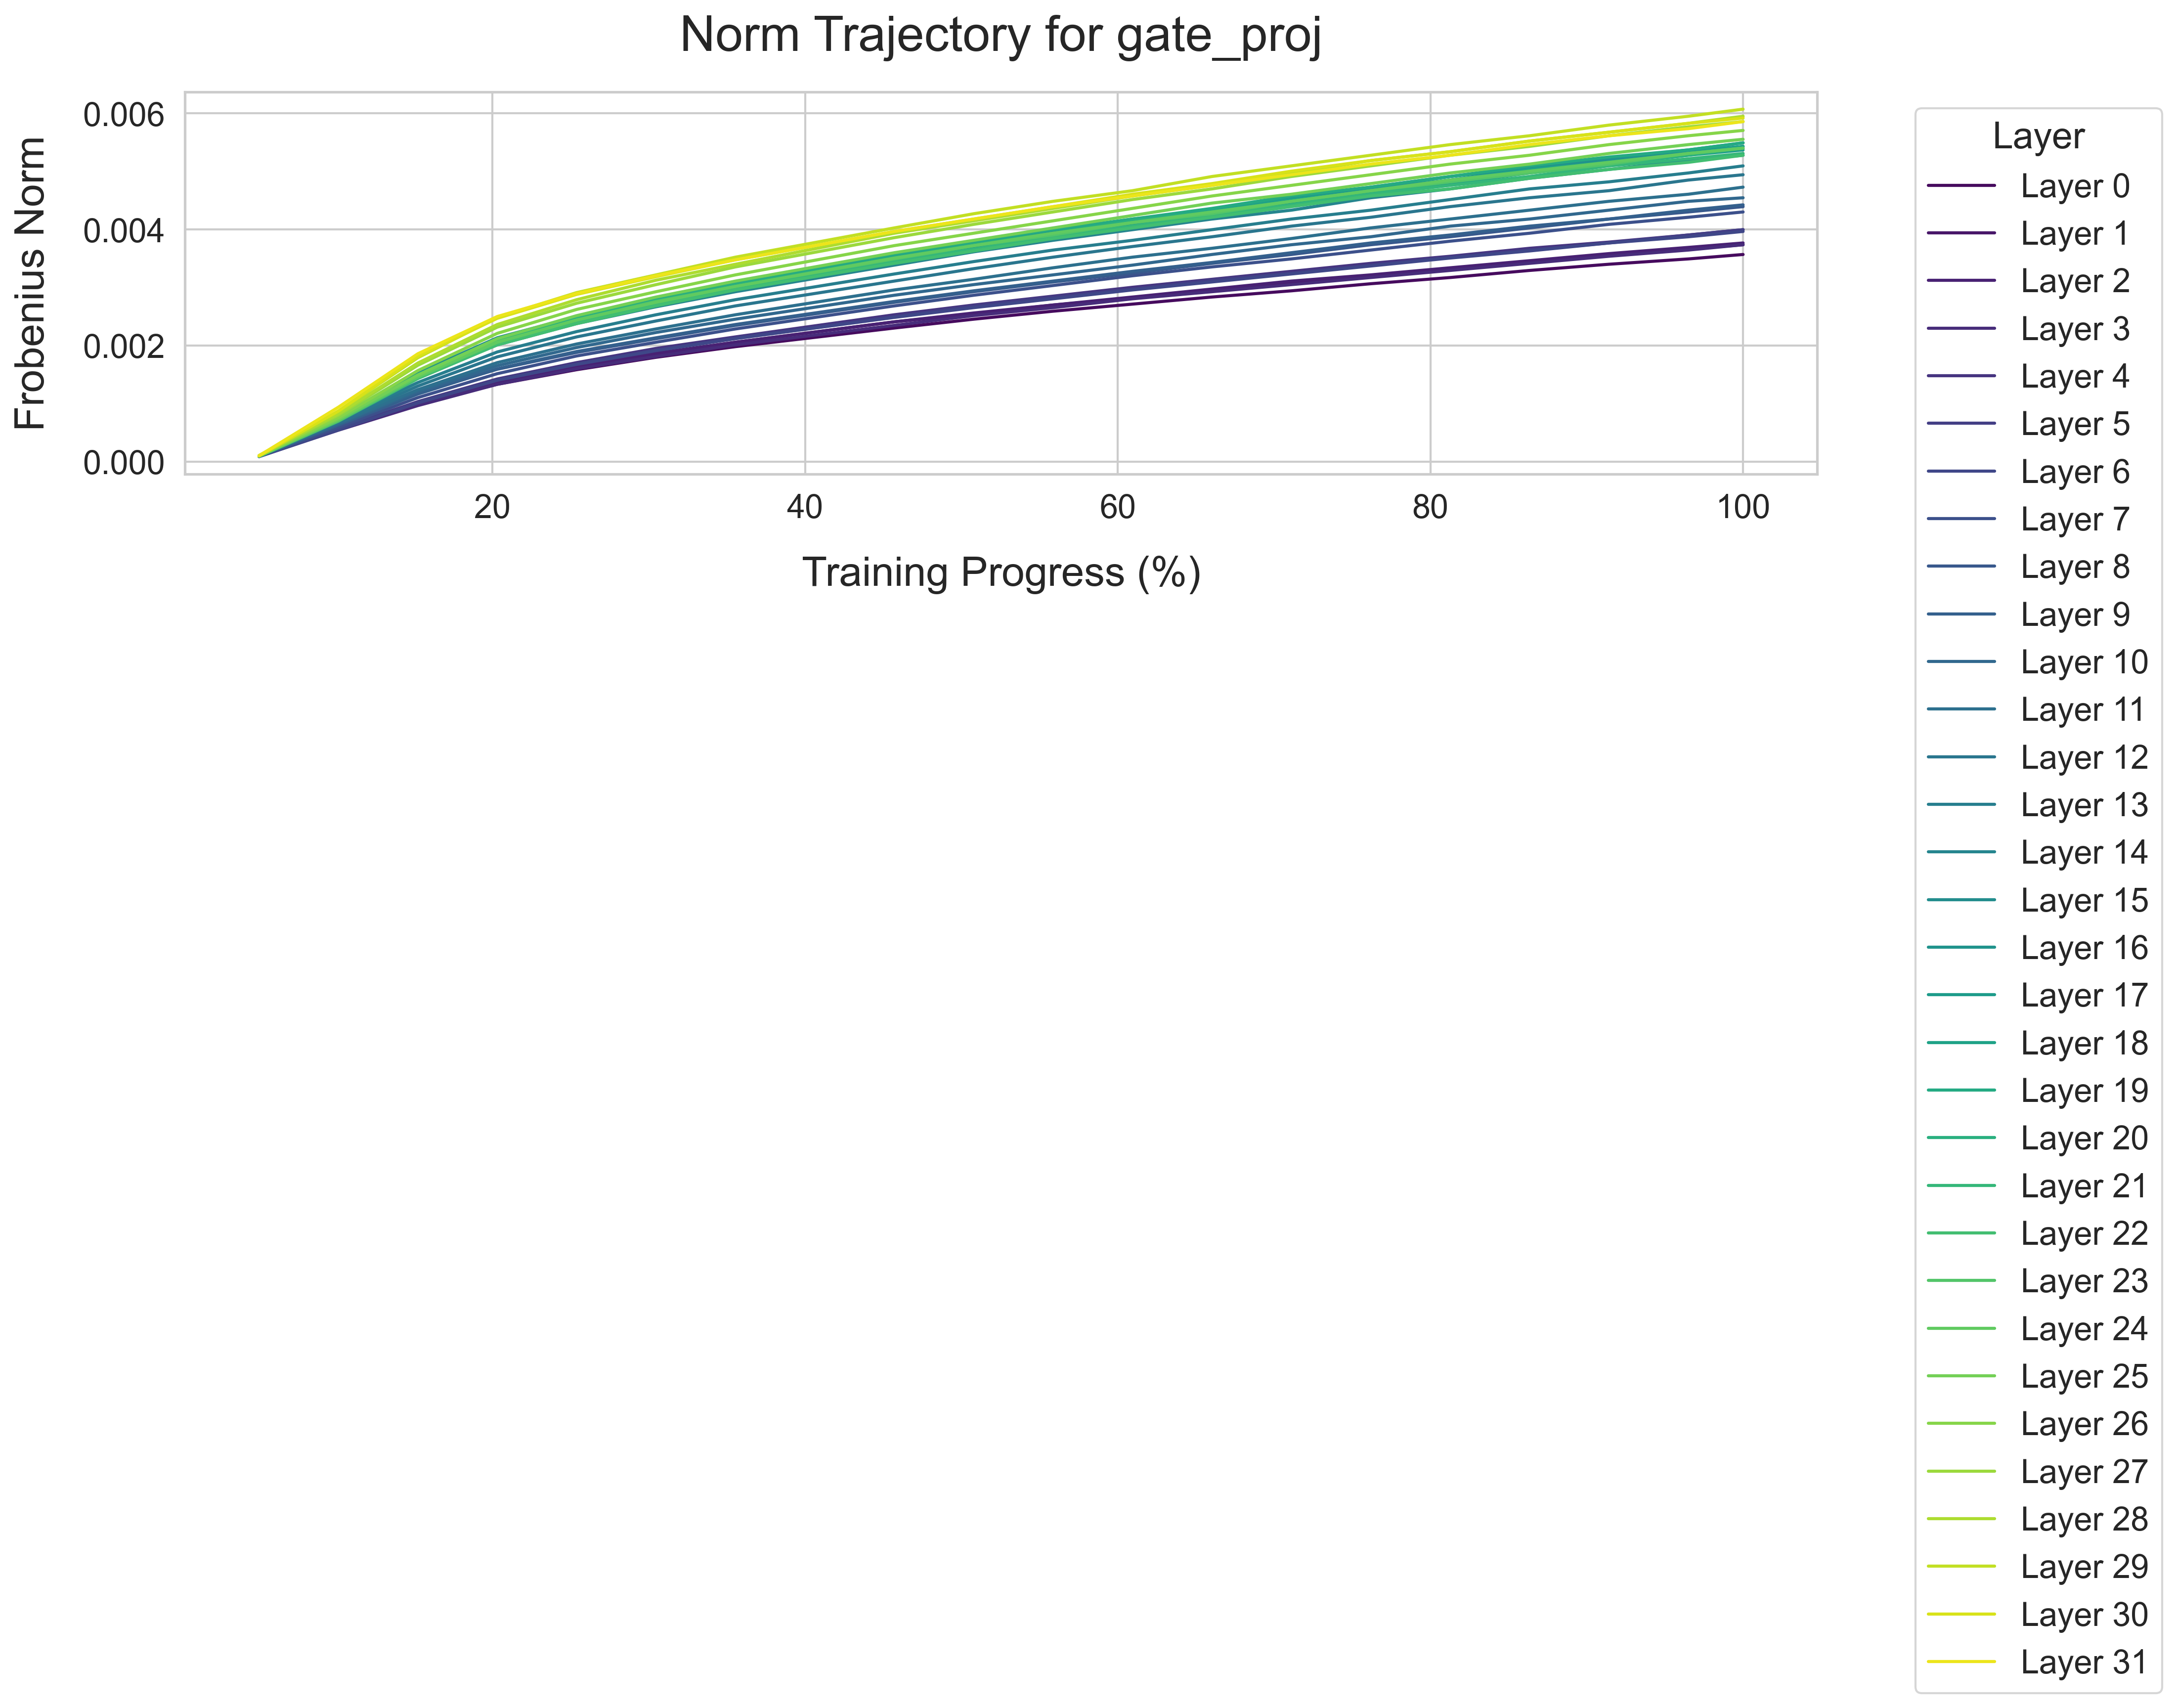 Norm Trajectory for gate_proj
Frobenius Norm
0.006
0.004
0.002
0.000
20
40
60
80
100
Training Progress (%)
Layer
Layer 0
Layer 1
Layer 2
Layer 3
Layer 4
Layer 5
Layer 6
Layer 7
Layer 8
Layer 9
Layer 10
Layer 11
Layer 12
Layer 13
Layer 14
Layer 15
Layer 16
Layer 17
Layer 18
Layer 19
Layer 20
Layer 21
Layer 22
Layer 23
Layer 24
Layer 25
Layer 26
Layer 27
Layer 28
Layer 29
Layer 30
Layer 31